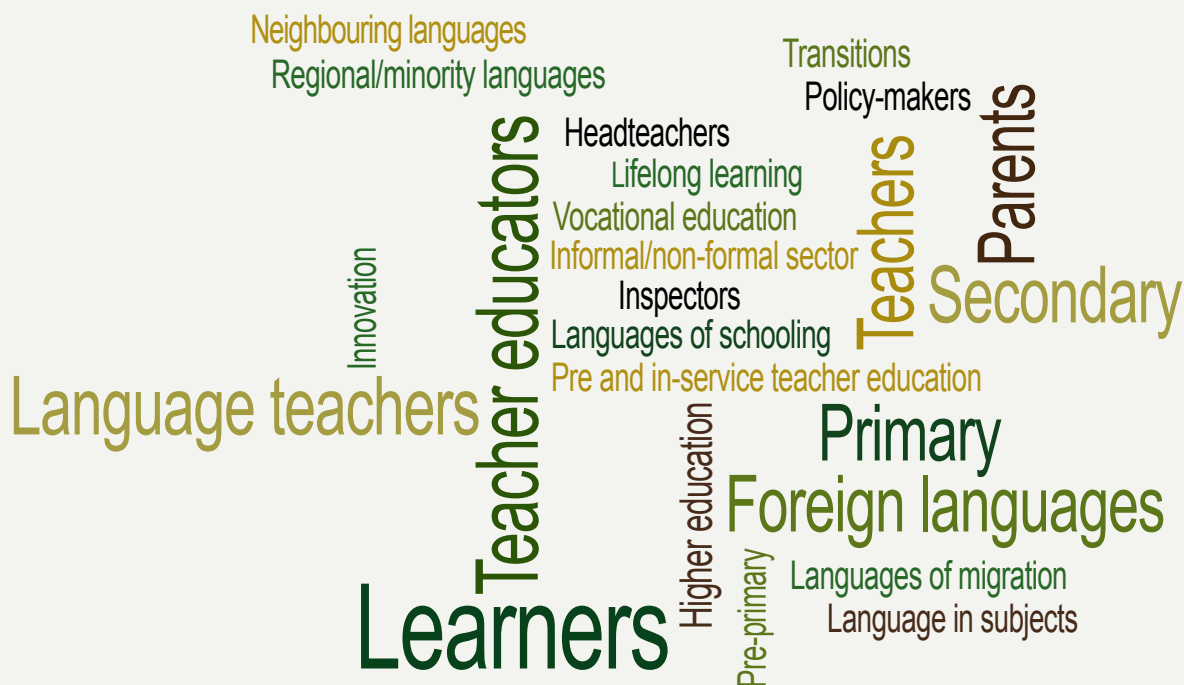 Neighbouring languages
Regional/minority languages
Transitions
Policy-makers
Parents
Headteachers
Teacher educators
Lifelong learning
Teachers
Vocational education
Informal/non-formal sector
Innovation
Inspectors
Secondary
Languages of schooling
Pre and in-service teacher education
Language teachers
Primary
Higher education
Foreign languages
Pre-primary
Languages of migration
Language in subjects
Learners